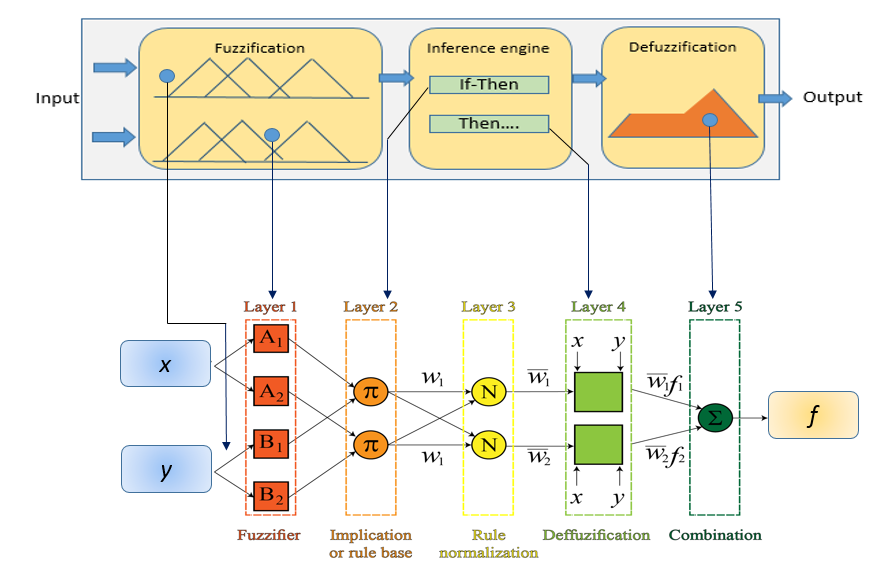 Fuzzification
Inference engine
Defuzzification
Input
If-Then
Then....
Output
Layer 1
Layer 2
Layer 3
Layer 4
Layer 5
x
y
A1
A2
B1
B2
π
π
w1
w1
N
N
w̅1
w̅2
x y
x y
w̅1f1
w̅2f2
Σ
f
Fuzzifier
Implication
or rule base
Rule
normalization
Deffuzification
Combination